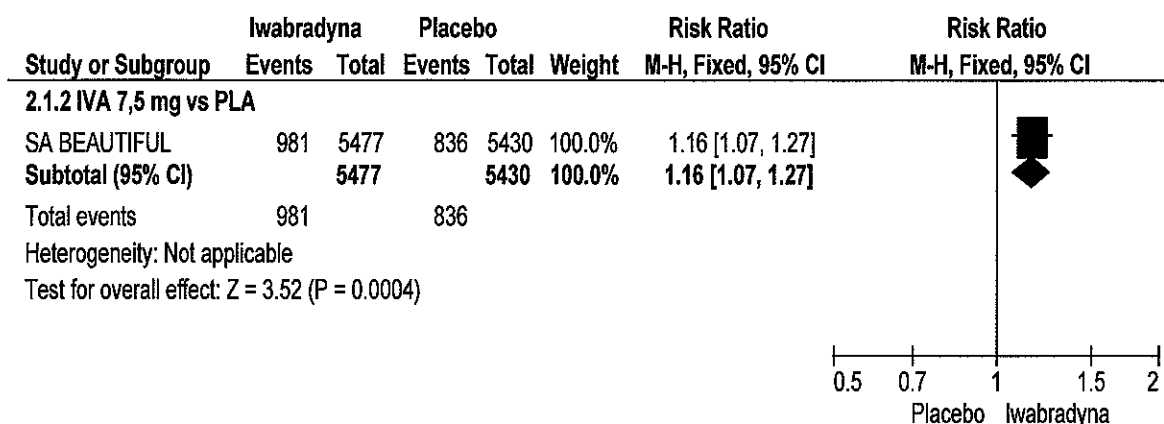 Iwabradyna Placebo Risk Ratio Risk Ratio
Study or Subgroup Events Total Events Total Weight M-H, Fixed, 95% CI M-H, Fixed, 95% CI
2.1.2 IVA 7,5 mg vs PLA
SA BEAUTIFUL 981 5477 836 5430 100.0% 1.16 [1.07, 1.27]
Subtotal (95% CI) 5477 5430 100.0% 1.16 [1.07, 1.27]
Total events 981 836
Heterogeneity: Not applicable
Test for overall effect: Z = 3.52 (P = 0.0004)
0.5 0.7 1 1.5 2
Placebo Iwabradyna